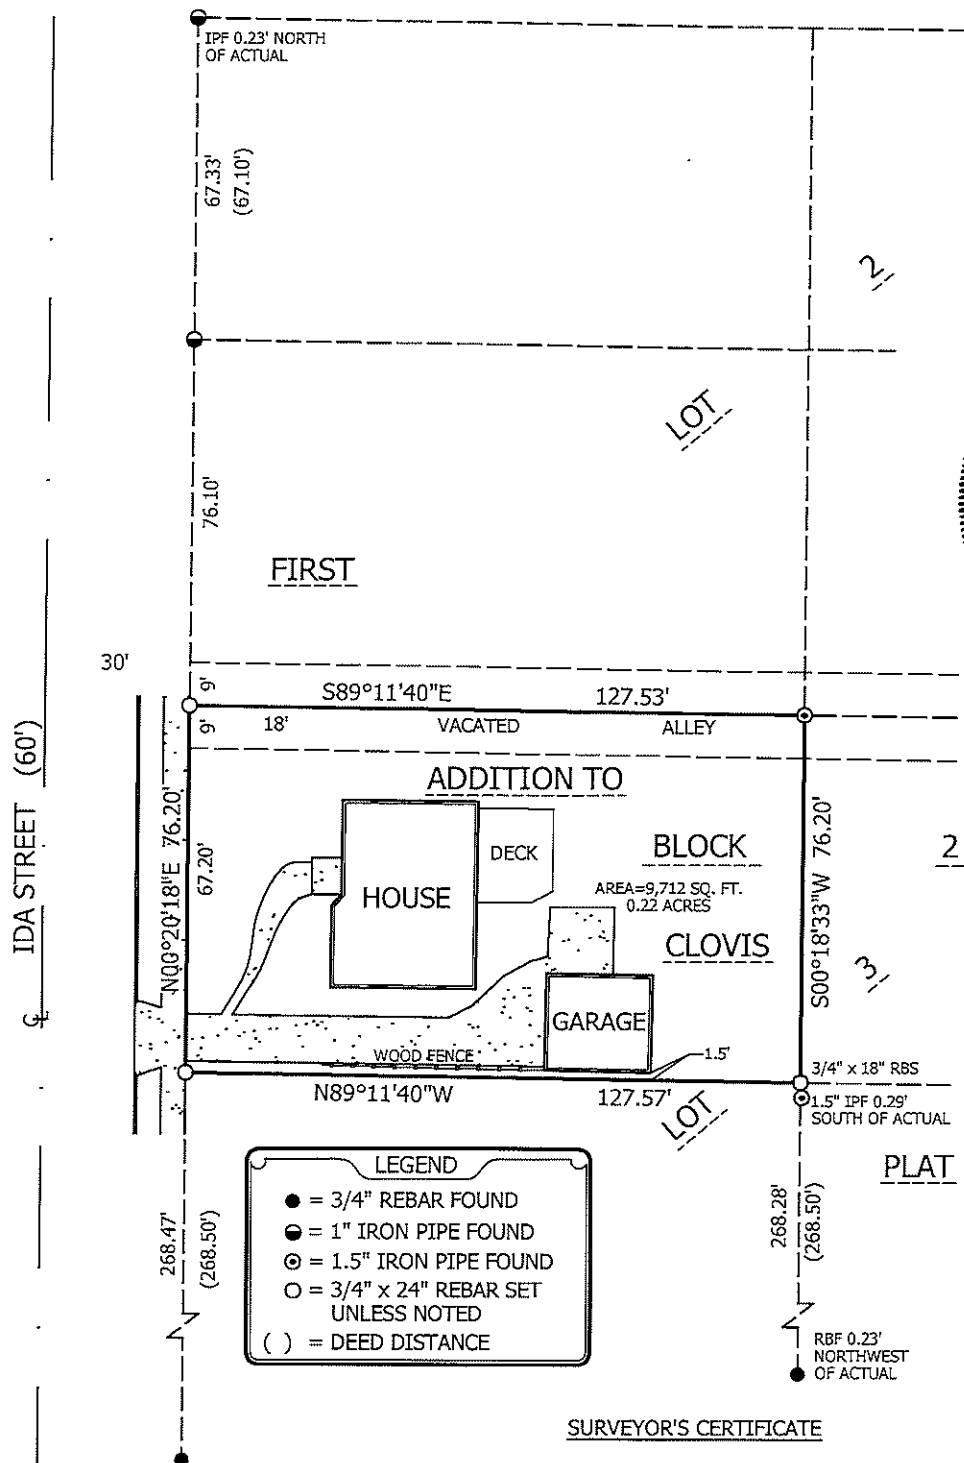 IPF 0.23' NORTH
OF ACTUAL
67.33'
(67.10')
2
LOT
76.10'
FIRST
30'
9'
S89°11'40"E
127.53'
9'
18'
VACATED
ALLEY
IDA STREET (60')
ADDITION TO
N00°20'18"E 76.20'
67.20'
HOUSE
DECK
BLOCK
2
AREA=9,712 SQ. FT.
0.22 ACRES
CLOVIS
S00°18'33"W 76.20'
3
GARAGE
WOOD FENCE
1.5'
3/4" x 18" RBS
N89°11'40"W
127.57'
LOT
1.5" IPF 0.29'
SOUTH OF ACTUAL
PLAT
LEGEND
= 3/4" REBAR FOUND
= 1" IRON PIPE FOUND
= 1.5" IRON PIPE FOUND
= 3/4" x 24" REBAR SET
UNLESS NOTED
( ) = DEED DISTANCE
268.47'
(268.50')
268.28'
(268.50')
RBF 0.23'
NORTHWEST
OF ACTUAL
SURVEYOR'S CERTIFICATE